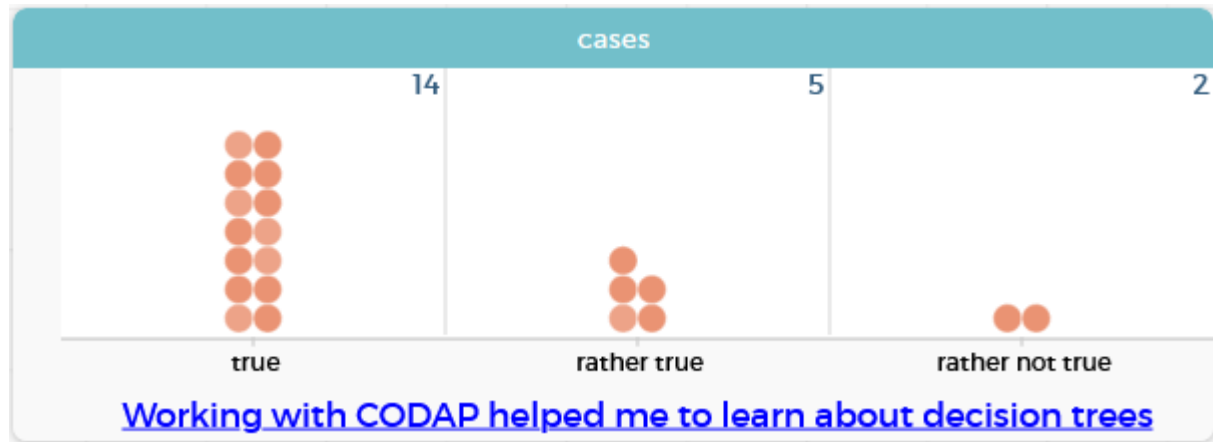 cases
14 5 2
true rather true rather not true
Working with CODAP helped me to learn about decision trees